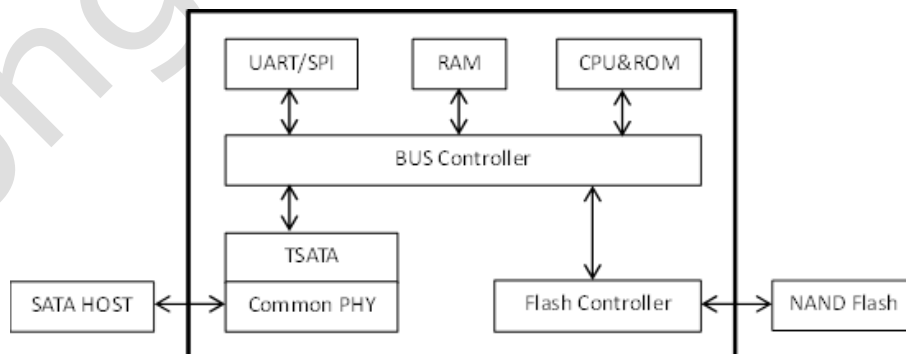 UART/SPI
RAM
CPU&ROM
BUS Controller
TSATA
SATA HOST
Common PHY
Flash Controller
NAND Flash